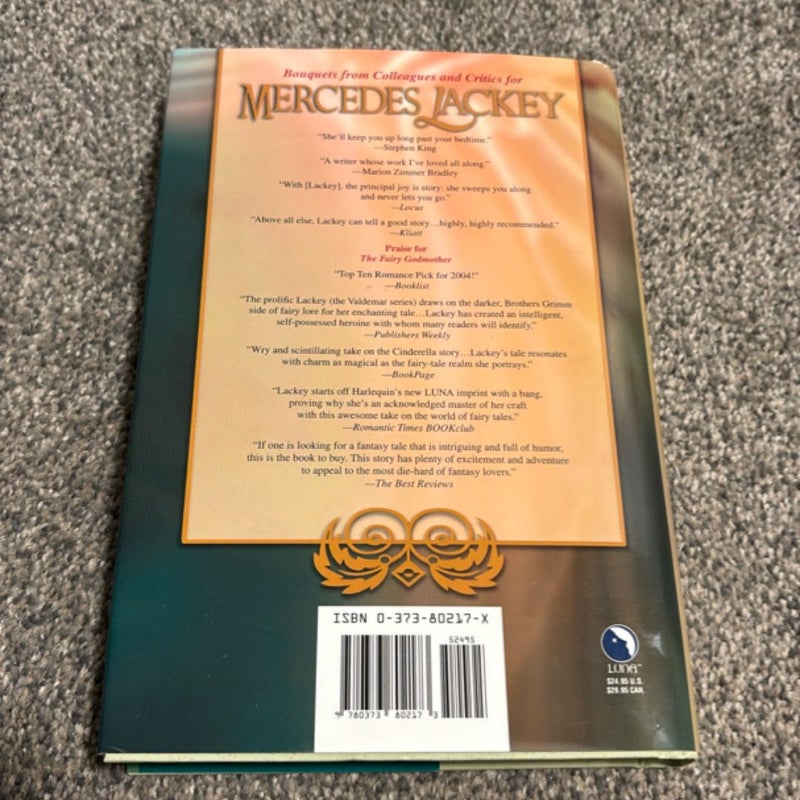 Bouquets from Colleagues and Critics for
MERCEDES LACKEY
"She'll keep you up long past your bedtime."
—Stephen King
"A writer whose work I've loved all along."
—Marion Zimmer Bradley
"With [Lackey], the principal joy is story: she sweeps you along
and never lets you go."
—Locus
"Above all else, Lackey can tell a good story…highly, highly recommended."
—Kliatt
Praise for
The Fairy Godmother
"Top Ten Romance Pick for 2004!"
—Booklist
"The prolific Lackey (the Valdemar series) draws on the darker, Brothers Grimm
side of fairy lore for her enchanting tale…Lackey has created an intelligent,
self-possessed heroine with whom many readers will identify."
—Publishers Weekly
"Wry and scintillating take on the Cinderella story…Lackey's tale resonates
with charm as magical as the fairy-tale realm she portrays."
—BookPage
"Lackey starts off Harlequin's new LUNA imprint with a bang,
proving why she's an acknowledged master of her craft
with this awesome take on the world of fairy tales."
—Romantic Times BOOKclub
"If one is looking for a fantasy tale that is intriguing and full of humor,
this is the book to buy. This story has plenty of excitement and adventure
to appeal to the most die-hard of fantasy lovers."
—The Best Reviews
ISBN 0-373-80217-X
52495
9 780373 802173
LUNA™
$24.95 U.S.
$29.95 CAN.